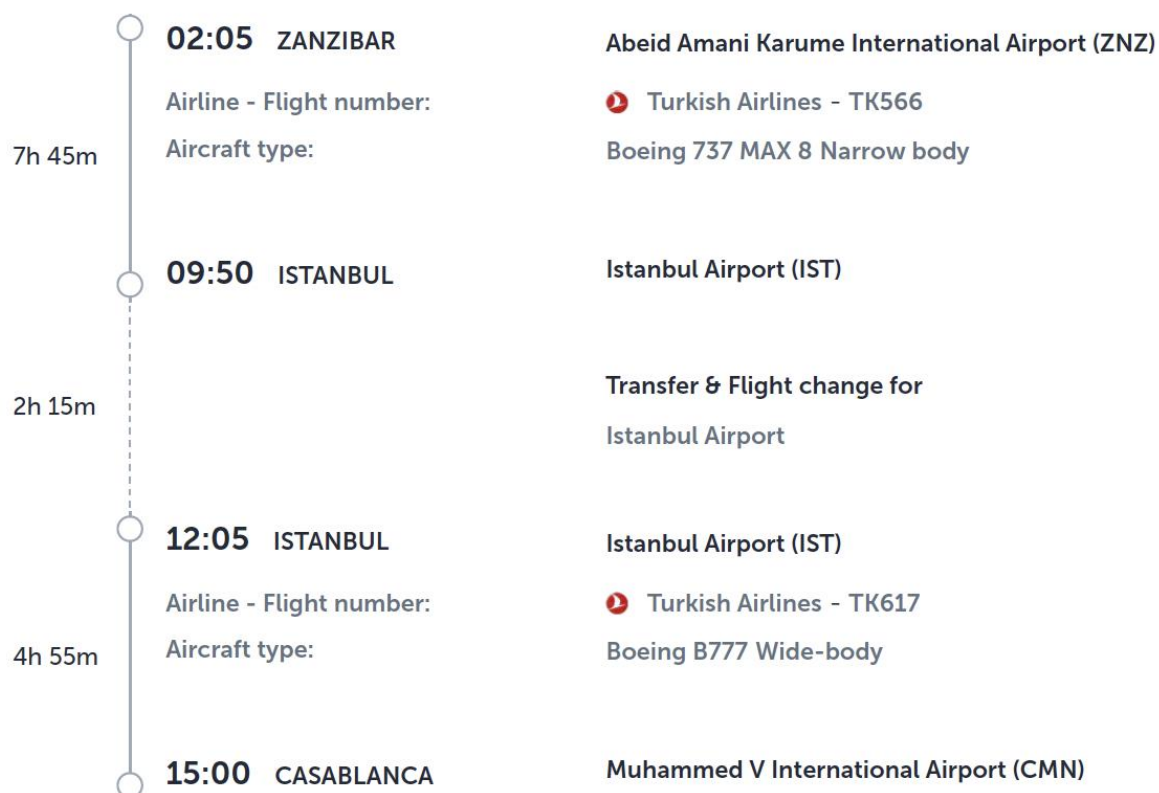 02:05 ZANZIBAR Abeid Amani Karume International Airport (ZNZ)
Airline - Flight number: Turkish Airlines - TK566
7h 45m Aircraft type: Boeing 737 MAX 8 Narrow body
09:50 ISTANBUL Istanbul Airport (IST)
Transfer & Flight change for
2h 15m
Istanbul Airport
12:05 ISTANBUL Istanbul Airport (IST)
Airline - Flight number: Turkish Airlines - TK617
4h 55m Aircraft type: Boeing B777 Wide-body
15:00 CASABLANCA Muhammed V International Airport (CMN)